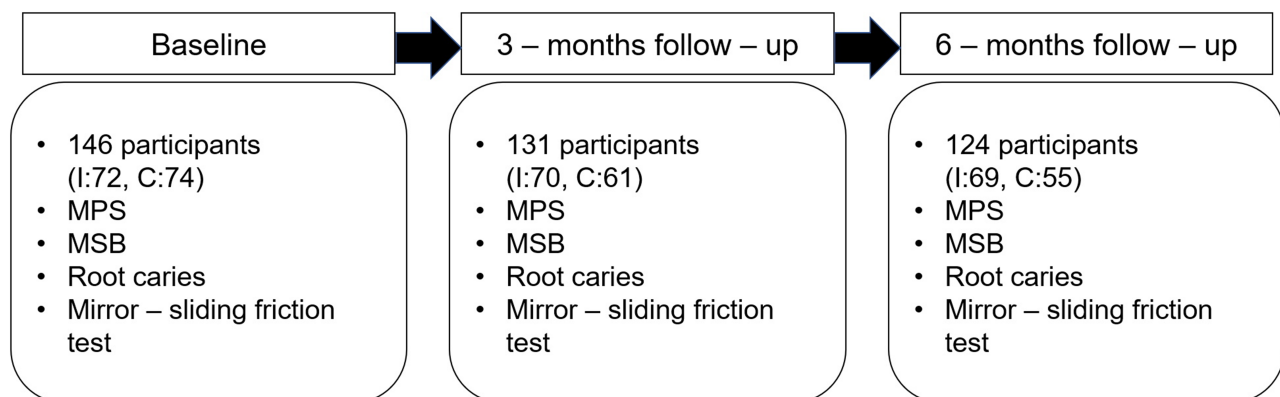 Baseline
3 – months follow – up
6 – months follow – up
• 146 participants
(I:72, C:74)
• MPS
• MSB
• Root caries
• Mirror – sliding friction
test
• 131 participants
(I:70, C:61)
• MPS
• MSB
• Root caries
• Mirror – sliding friction
test
• 124 participants
(I:69, C:55)
• MPS
• MSB
• Root caries
• Mirror – sliding friction
test